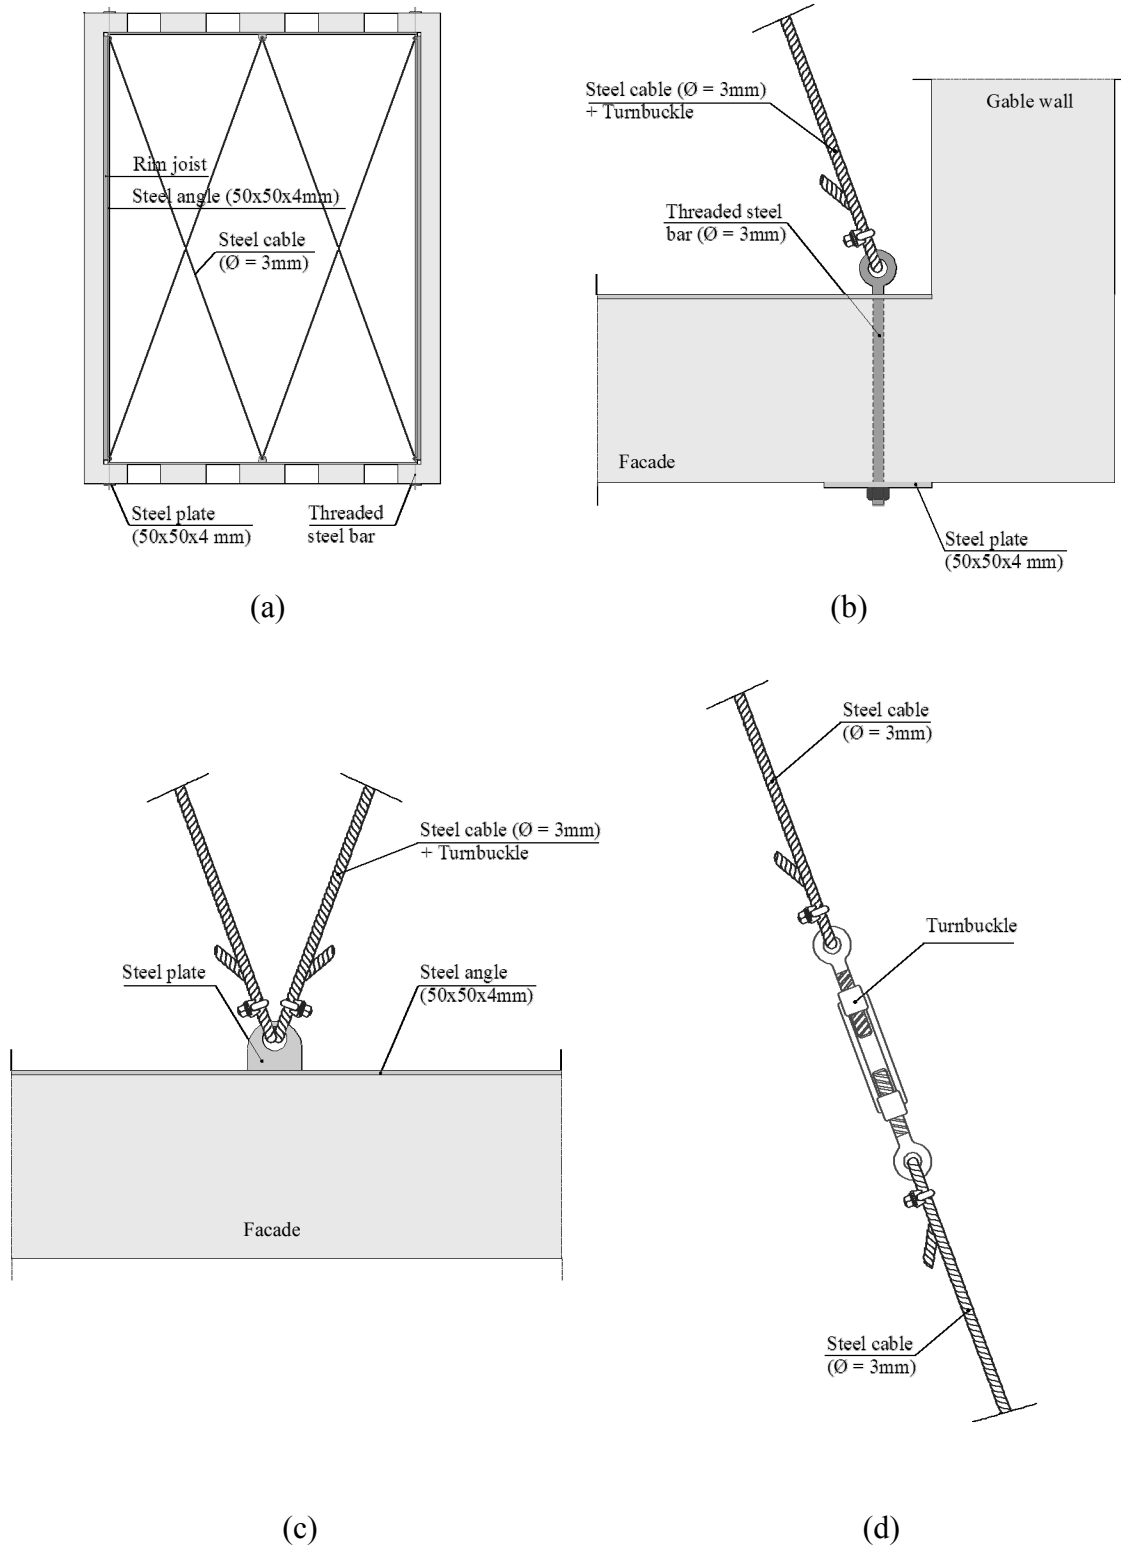 Rim joist
Steel angle (50x50x4mm)
Steel cable
(Ø = 3mm)
Steel plate
(50x50x4 mm)
Threaded
steel bar
(a)
Steel cable (Ø = 3mm)
+ Turnbuckle
Gable wall
Threaded steel
bar (Ø = 3mm)
Facade
Steel plate
(50x50x4 mm)
(b)
Steel cable (Ø = 3mm)
+ Turnbuckle
Steel plate
Steel angle
(50x50x4mm)
Facade
(c)
Steel cable
(Ø = 3mm)
Turnbuckle
Steel cable
(Ø = 3mm)
(d)